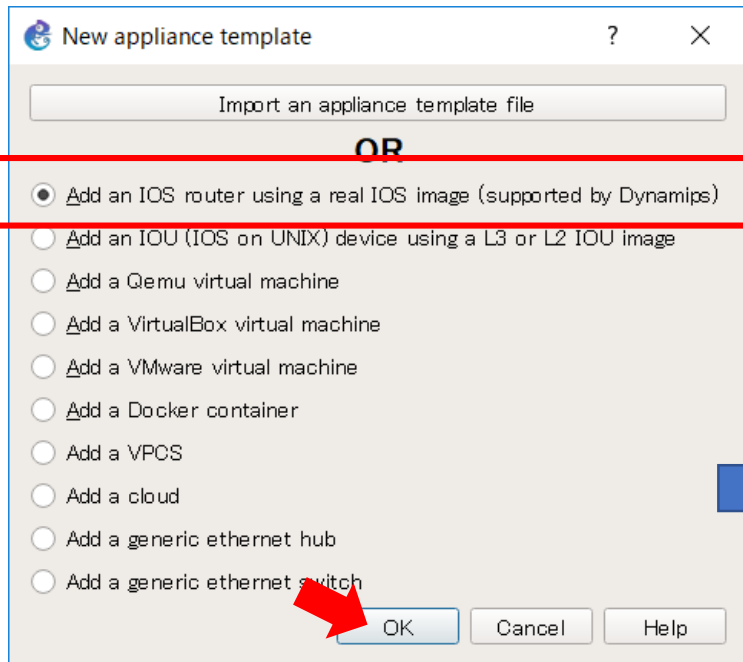 New appliance template
Import an appliance template file
OR
Add an IOS router using a real IOS image (supported by Dynamips)
Add an IOU (IOS on UNIX) device using a L3 or L2 IOU image
Add a Qemu virtual machine
Add a VirtualBox virtual machine
Add a VMware virtual machine
Add a Docker container
Add a VPCS
Add a cloud
Add a generic ethernet hub
Add a generic ethernet switch
OK Cancel Help